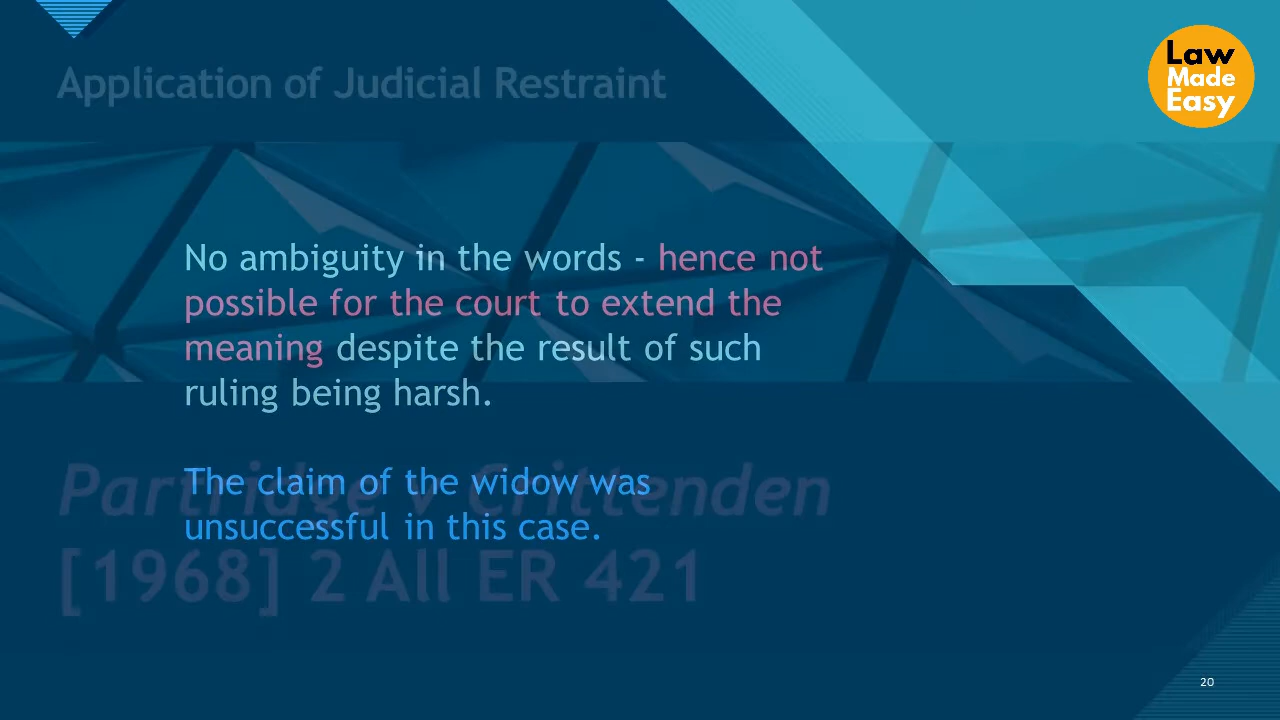 Law
Made
Easy
Application of Judicial Restraint
No ambiguity in the words - hence not
possible for the court to extend the
meaning despite the result of such
ruling being harsh.
The claim of the widow was
unsuccessful in this case.
Partridge v Crittenden
[1968] 2 All ER 421
20